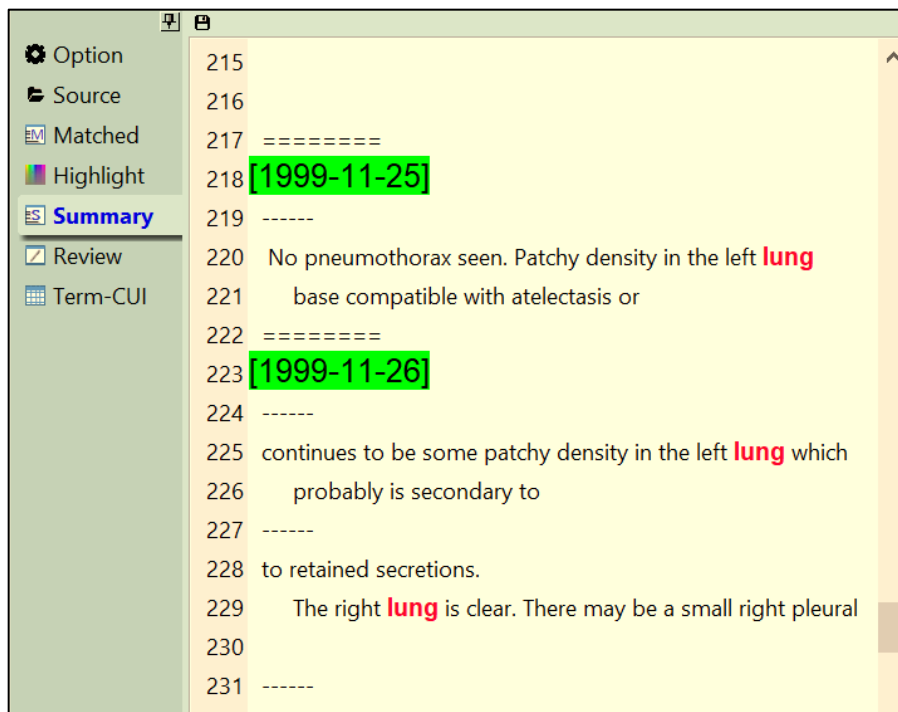 Option
Source
Matched
Highlight
Summary
Review
Term-CUI
215
216
217 ========
218 [1999-11-25]
219 ------
220 No pneumothorax seen. Patchy density in the left lung
221 base compatible with atelectasis or
222 ========
223 [1999-11-26]
224 ------
225 continues to be some patchy density in the left lung which
226 probably is secondary to
227 ------
228 to retained secretions.
229 The right lung is clear. There may be a small right pleural
230
231 ------